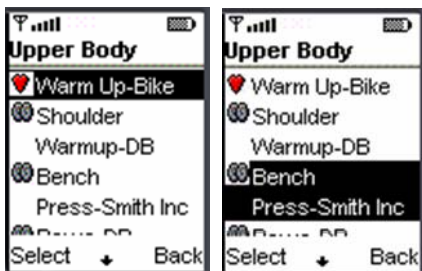 Upper Body
Warm Up-Bike
Shoulder
Warmup-DB
Bench
Press-Smith Inc
Select
Back
Upper Body
Warm Up-Bike
Shoulder
Warmup-DB
Bench
Press-Smith Inc
Select
Back